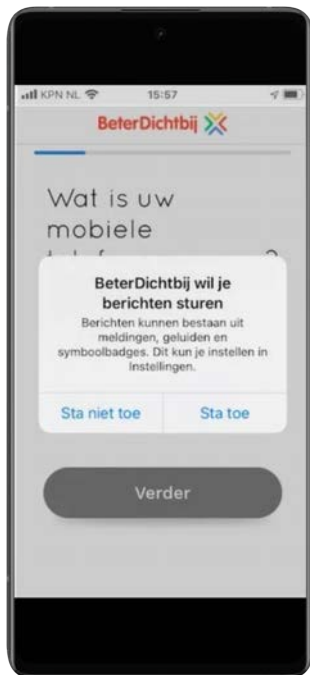 KPN NL 15:57
BeterDichtbij
Wat is uw
mobiele
BeterDichtbij wil je
berichten sturen
Berichten kunnen bestaan uit
meldingen, geluiden en
symboolbadges. Dit kun je instellen in
Instellingen.
Sta niet toe Sta toe
Verder